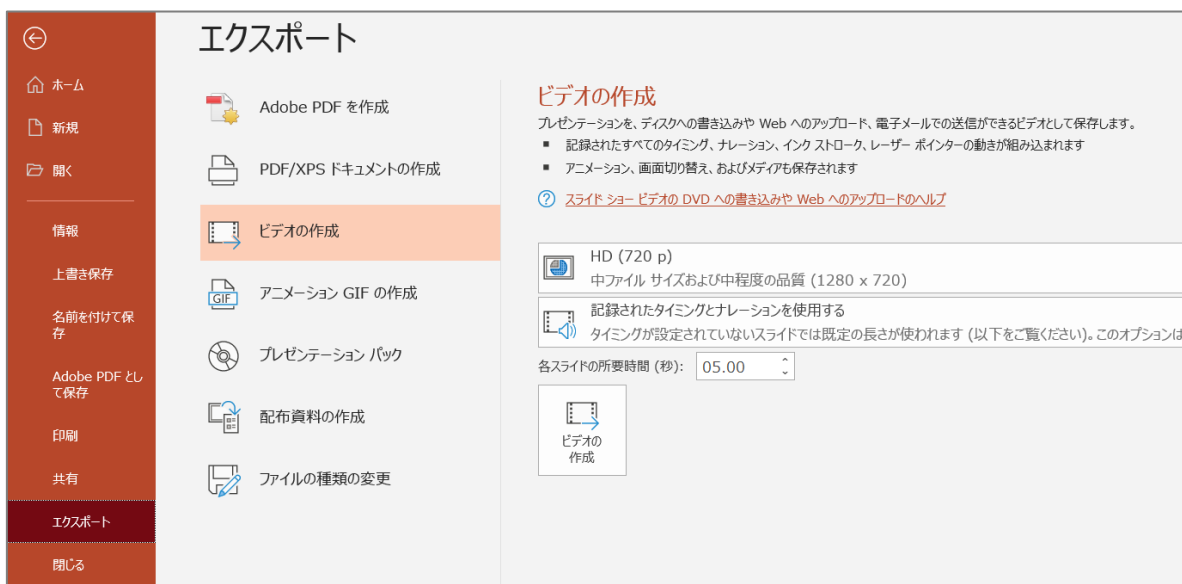 エクスポート
ホーム
新規
開く
情報
上書き保存
名前を付けて保
存
Adobe PDF とし
て保存
印刷
共有
エクスポート
閉じる
Adobe PDF を作成
PDF/XPS ドキュメントの作成
ビデオの作成
GIF
アニメーション GIF の作成
プレゼンテーション パック
配布資料の作成
ファイルの種類の変更
ビデオの作成
プレゼンテーションを、ディスクへの書き込みや Web へのアップロード、電子メールでの送信ができるビデオとして保存します。
■ 記録されたすべてのタイミング、ナレーション、インク ストローク、レーザー ポインターの動きが組み込まれます
■ アニメーション、画面切り替え、およびメディアも保存されます
? スライド ショー ビデオの DVD への書き込みや Web へのアップロードのヘルプ
HD (720 p)
中ファイル サイズおよび中程度の品質 (1280 x 720)
記録されたタイミングとナレーションを使用する
タイミングが設定されていないスライドでは既定の長さが使われます (以下をご覧ください)。このオプションは
各スライドの所要時間 (秒): 05.00
ビデオの
作成